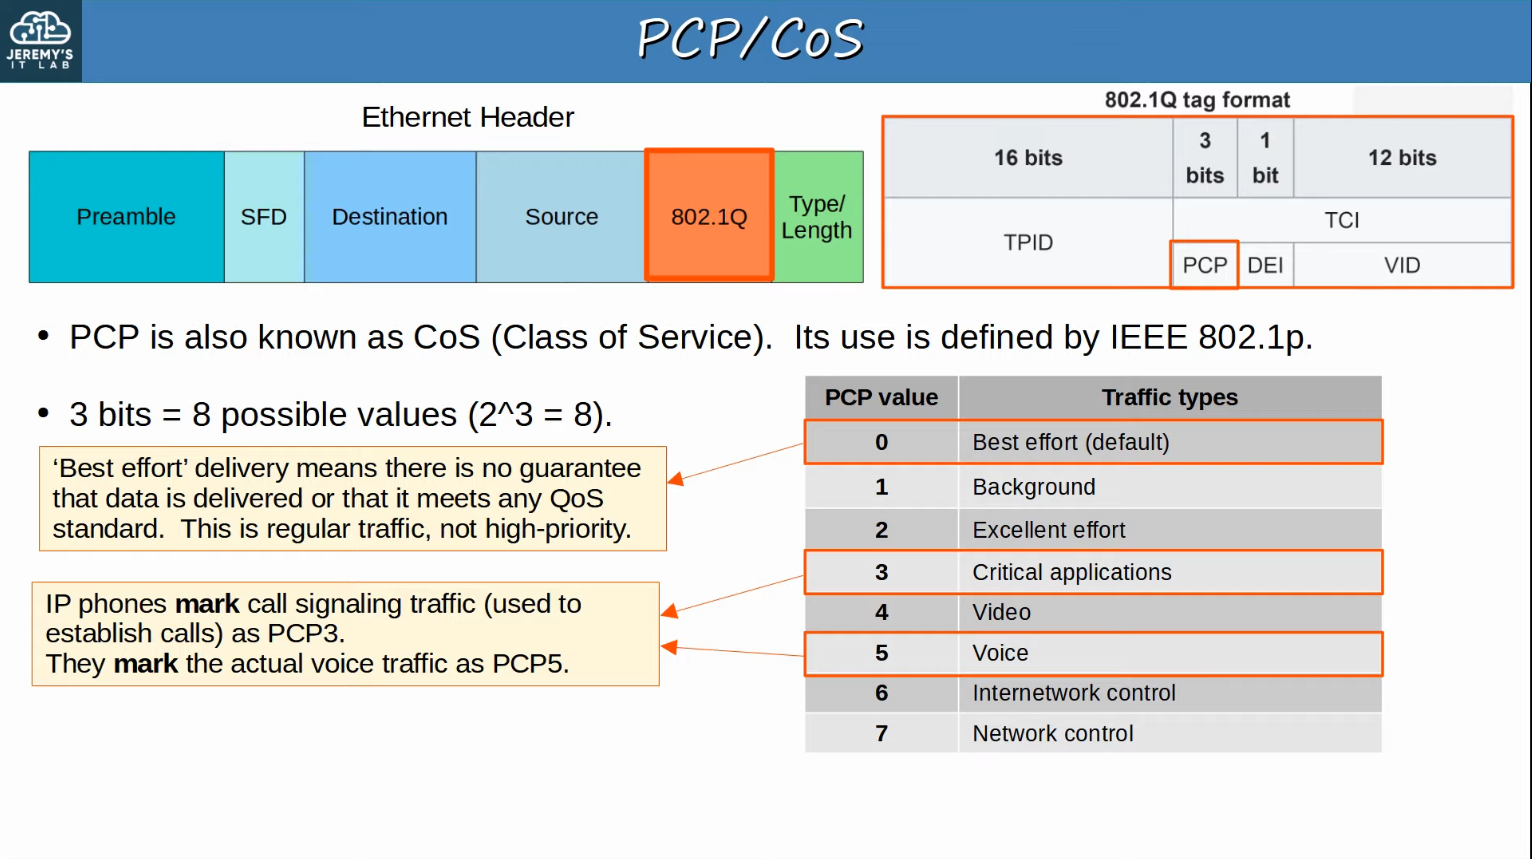 JEREMY'S
IT LAB
PCP/CoS
Ethernet Header
Preamble
SFD
Destination
Source
802.1Q
Type/
Length
802.1Q tag format
16 bits
3
bits
1
bit
12 bits
TPID
TCI
PCP
DEI
VID
• PCP is also known as CoS (Class of Service). Its use is defined by IEEE 802.1p.
• 3 bits = 8 possible values (2^3 = 8).
‘Best effort’ delivery means there is no guarantee
that data is delivered or that it meets any QoS
standard. This is regular traffic, not high-priority.
IP phones mark call signaling traffic (used to
establish calls) as PCP3.
They mark the actual voice traffic as PCP5.
PCP value Traffic types
0 Best effort (default)
1 Background
2 Excellent effort
3 Critical applications
4 Video
5 Voice
6 Internetwork control
7 Network control